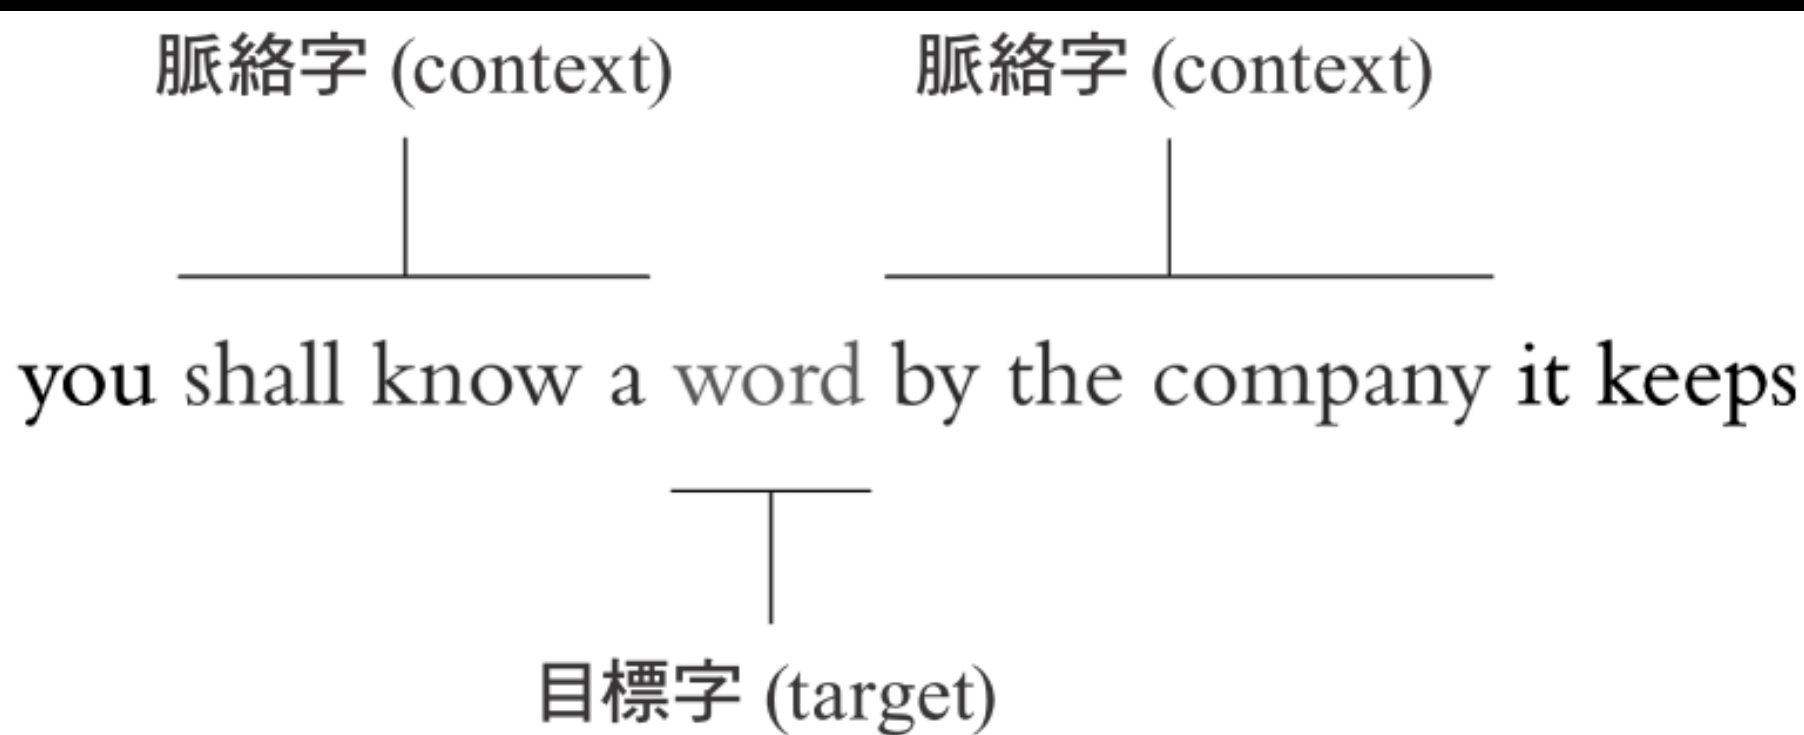 脈絡字 (context) 脈絡字 (context)
you shall know a word by the company it keeps
目標字 (target)